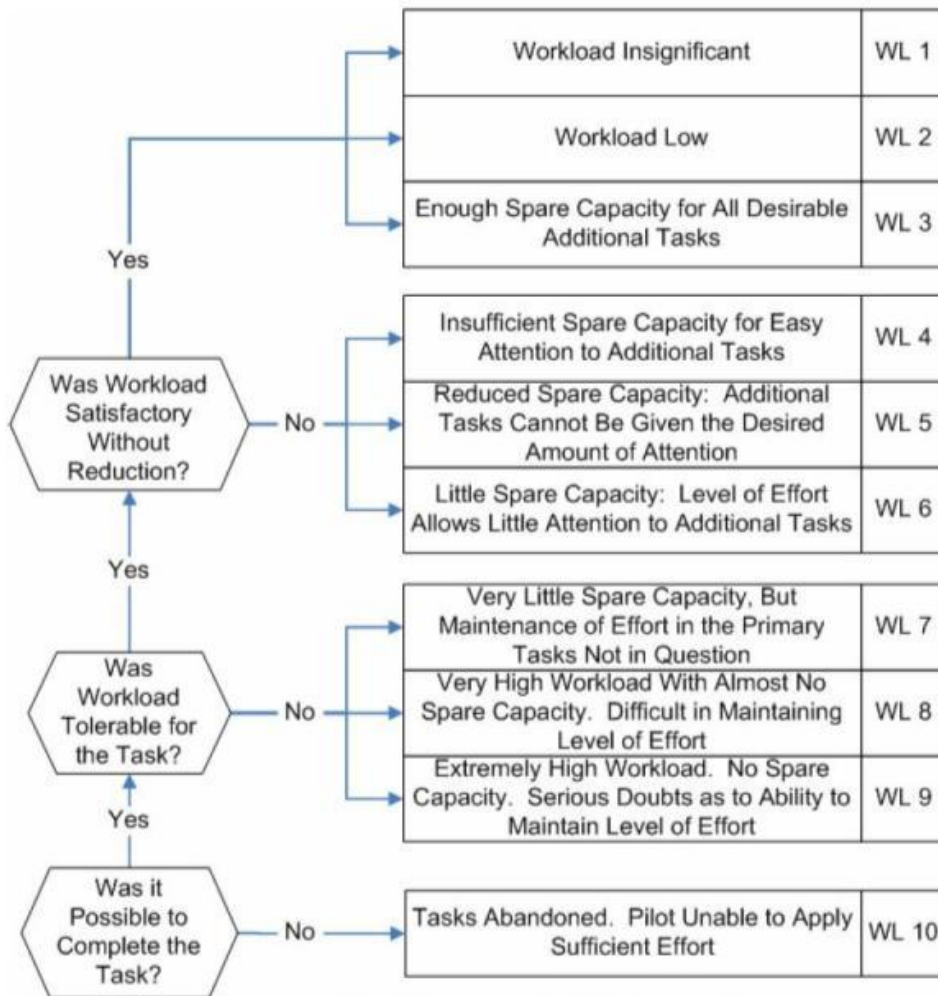 Workload Insignificant
WL 1
Workload Low
WL 2
Enough Spare Capacity for All Desirable
Additional Tasks
WL 3
Yes
Was Workload
Satisfactory
Without
Reduction?
No
Insufficient Spare Capacity for Easy
Attention to Additional Tasks
WL 4
Reduced Spare Capacity: Additional
Tasks Cannot Be Given the Desired
Amount of Attention
WL 5
Little Spare Capacity: Level of Effort
Allows Little Attention to Additional Tasks
WL 6
Yes
Was
Workload
Tolerable for
the Task?
No
Very Little Spare Capacity, But
Maintenance of Effort in the Primary
Tasks Not in Question
WL 7
Very High Workload With Almost No
Spare Capacity. Difficult in Maintaining
Level of Effort
WL 8
Extremely High Workload. No Spare
Capacity. Serious Doubts as to Ability to
Maintain Level of Effort
WL 9
Yes
Was it
Possible to
Complete the
Task?
No
Tasks Abandoned. Pilot Unable to Apply
Sufficient Effort
WL 10